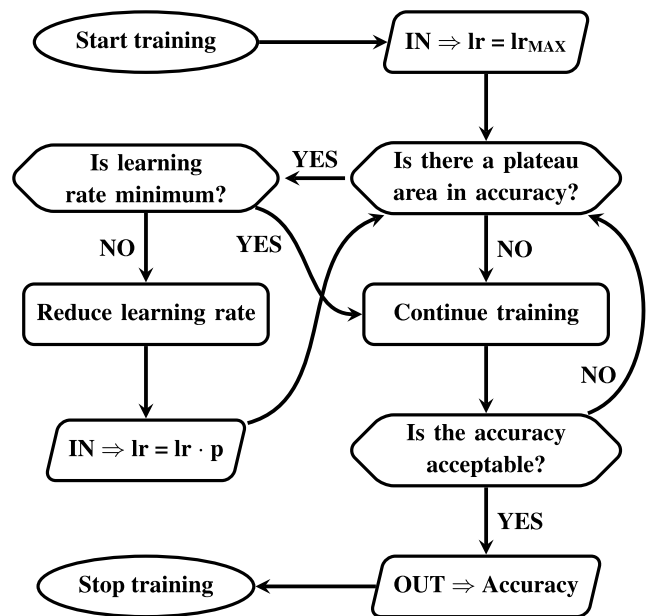 Start training
IN ⇒ lr = lr_MAX
Is learning
rate minimum?
YES
Is there a plateau
area in accuracy?
NO
YES
NO
Reduce learning rate
Continue training
NO
IN ⇒ lr = lr · p
Is the accuracy
acceptable?
YES
Stop training
OUT ⇒ Accuracy